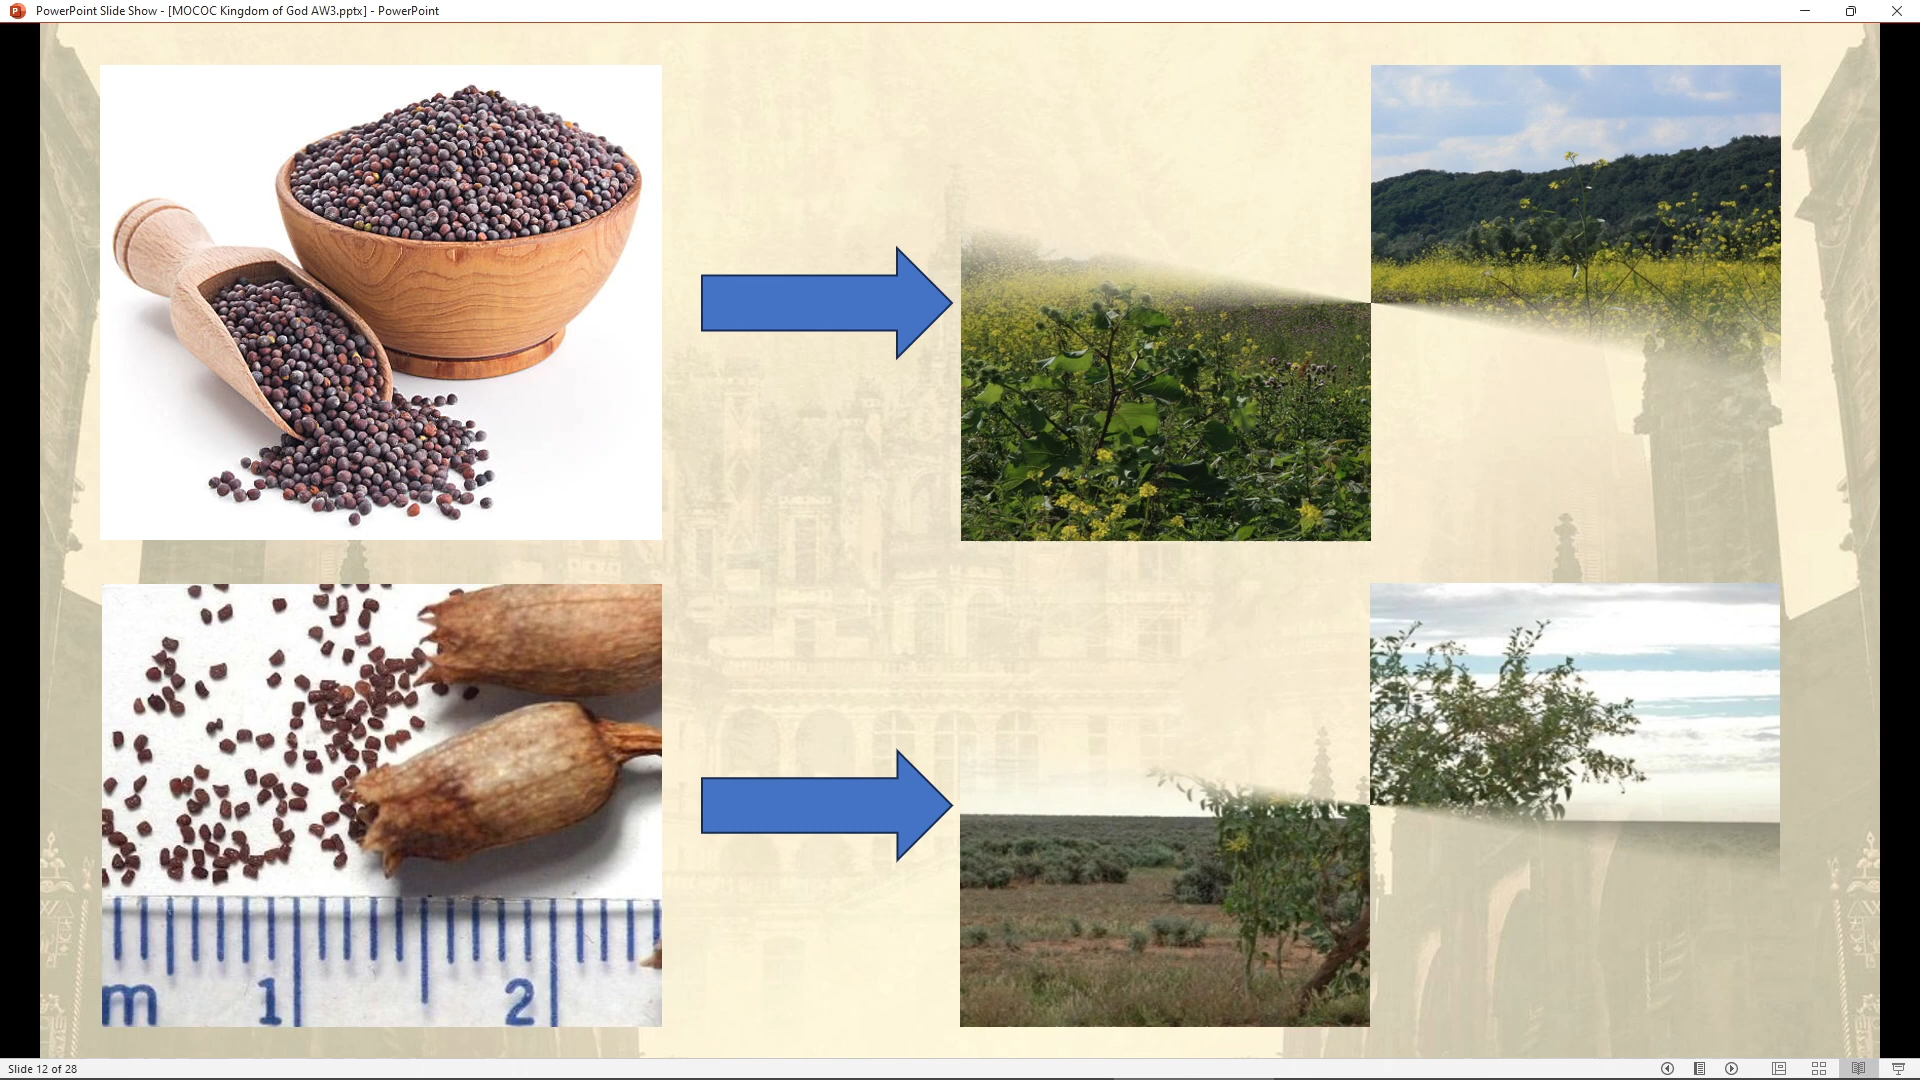 PowerPoint Slide Show - [MOCOC Kingdom of God AW3.pptx] - PowerPoint
m 1 2
Slide 12 of 28